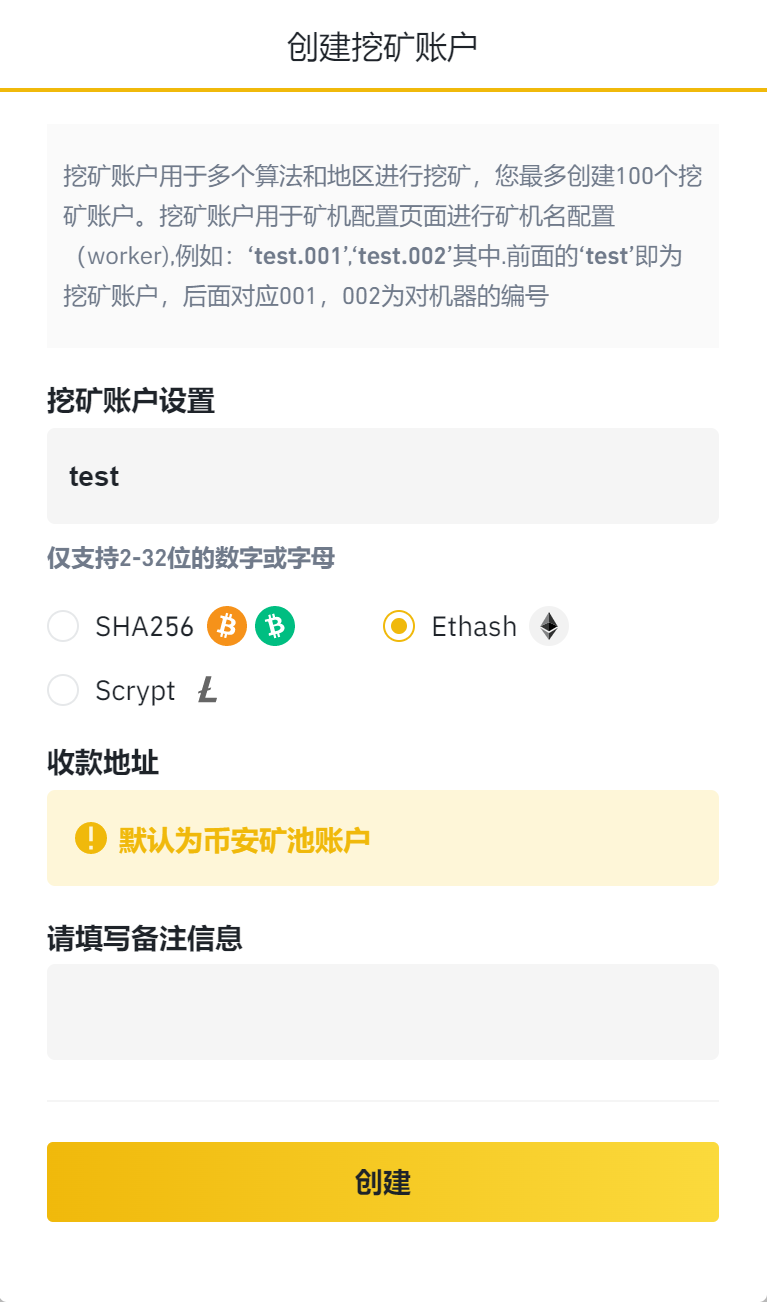 创建挖矿账户
挖矿账户用于多个算法和地区进行挖矿，您最多创建100个挖
矿账户。挖矿账户用于矿机配置页面进行矿机名配置
（worker),例如：‘test.001’,‘test.002’其中.前面的‘test’即为
挖矿账户，后面对应001，002为对机器的编号
挖矿账户设置
test
仅支持2-32位的数字或字母
SHA256 Ethash
Scrypt
收款地址
默认为币安矿池账户
请填写备注信息
创建